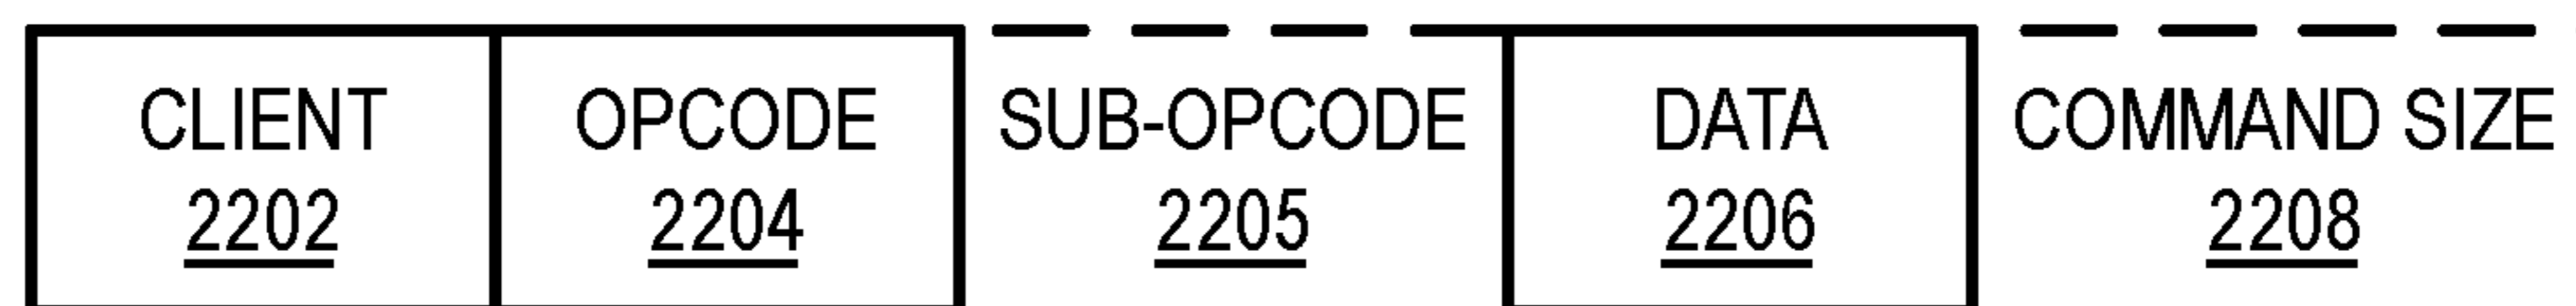 CLIENT OPCODE SUB-OPCODE DATA COMMAND SIZE
2202 2204 2205 2206 2208